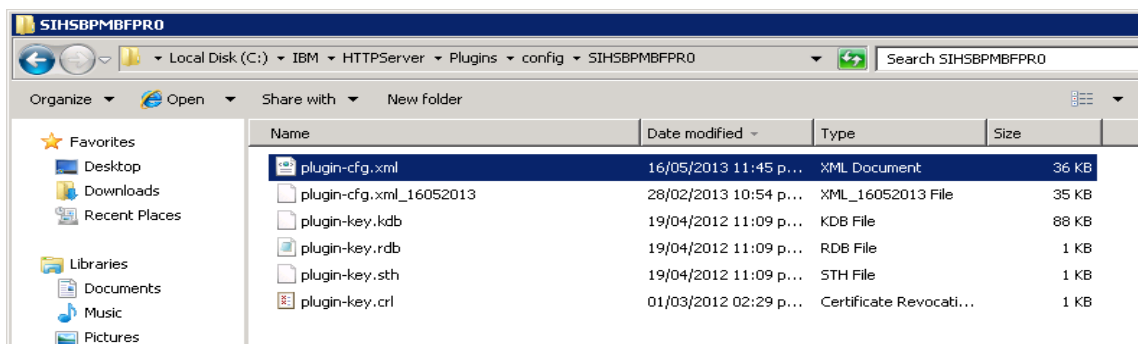 SIHSBPMBFPR0
Local Disk (C:) IBM HTTPServer Plugins config SIHSBPMBFPR0 Search SIHSBPMBFPR0
Organize Open Share with New folder
Favorites
Desktop
Downloads
Recent Places
Libraries
Documents
Music
Pictures
Name Date modified Type Size
plugin-cfg.xml 16/05/2013 11:45 p... XML Document 36 KB
plugin-cfg.xml_16052013 28/02/2013 10:54 p... XML_16052013 File 35 KB
plugin-key.kdb 19/04/2012 11:09 p... KDB File 88 KB
plugin-key.rdb 19/04/2012 11:09 p... RDB File 1 KB
plugin-key.sth 19/04/2012 11:09 p... STH File 1 KB
plugin-key.crl 01/03/2012 02:29 p... Certificate Revocati... 1 KB